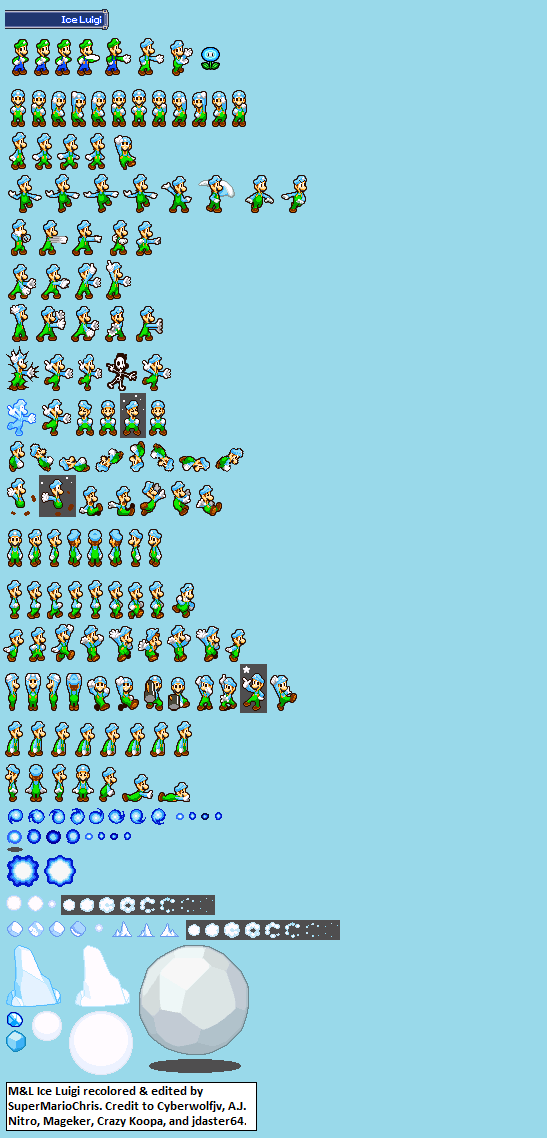 Ice Luigi
M&L Ice Luigi recolored & edited by
SuperMarioChris. Credit to Cyberwolfjv, A.J.
Nitro, Mageker, Crazy Koopa, and jdaster64.